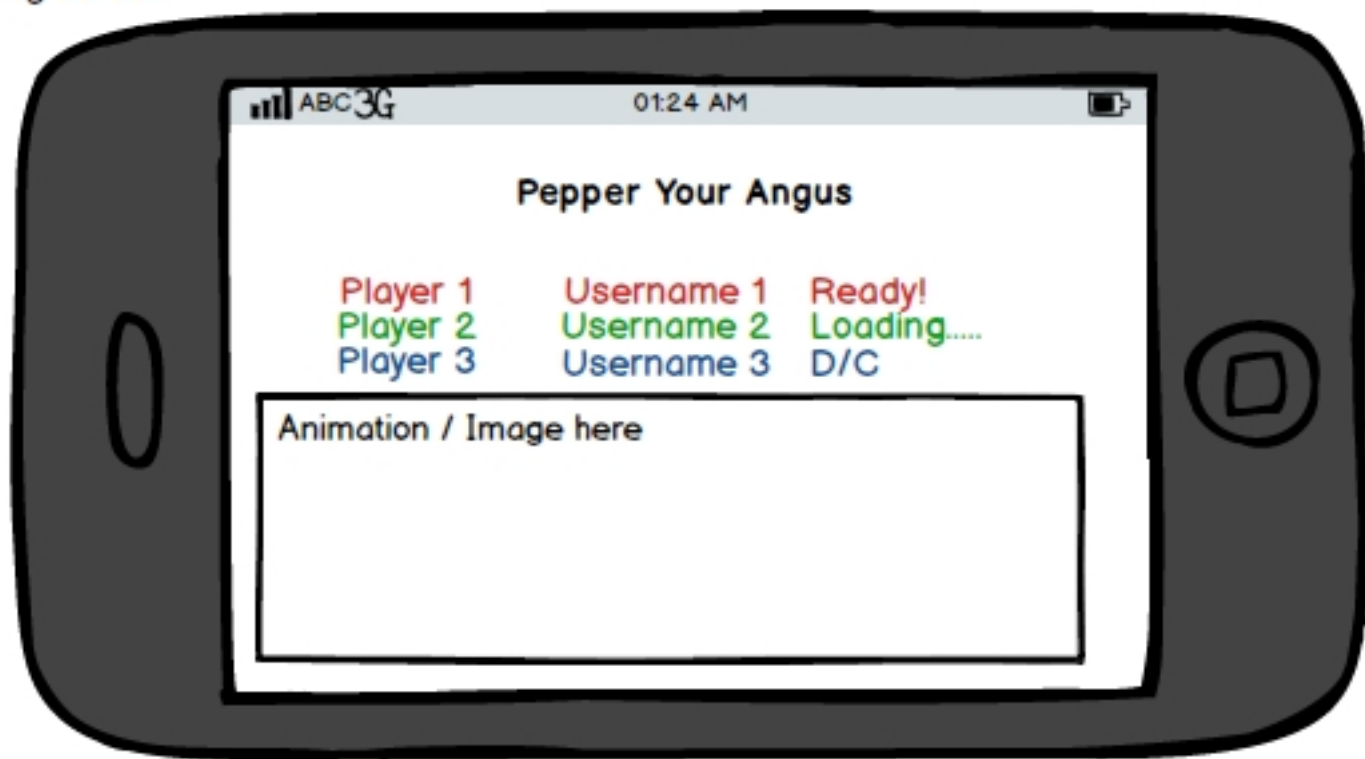 ABC 3G 01:24 AM
Pepper Your Angus
Player 1 Username 1 Ready!
Player 2 Username 2 Loading.....
Player 3 Username 3 D/C
Animation / Image here